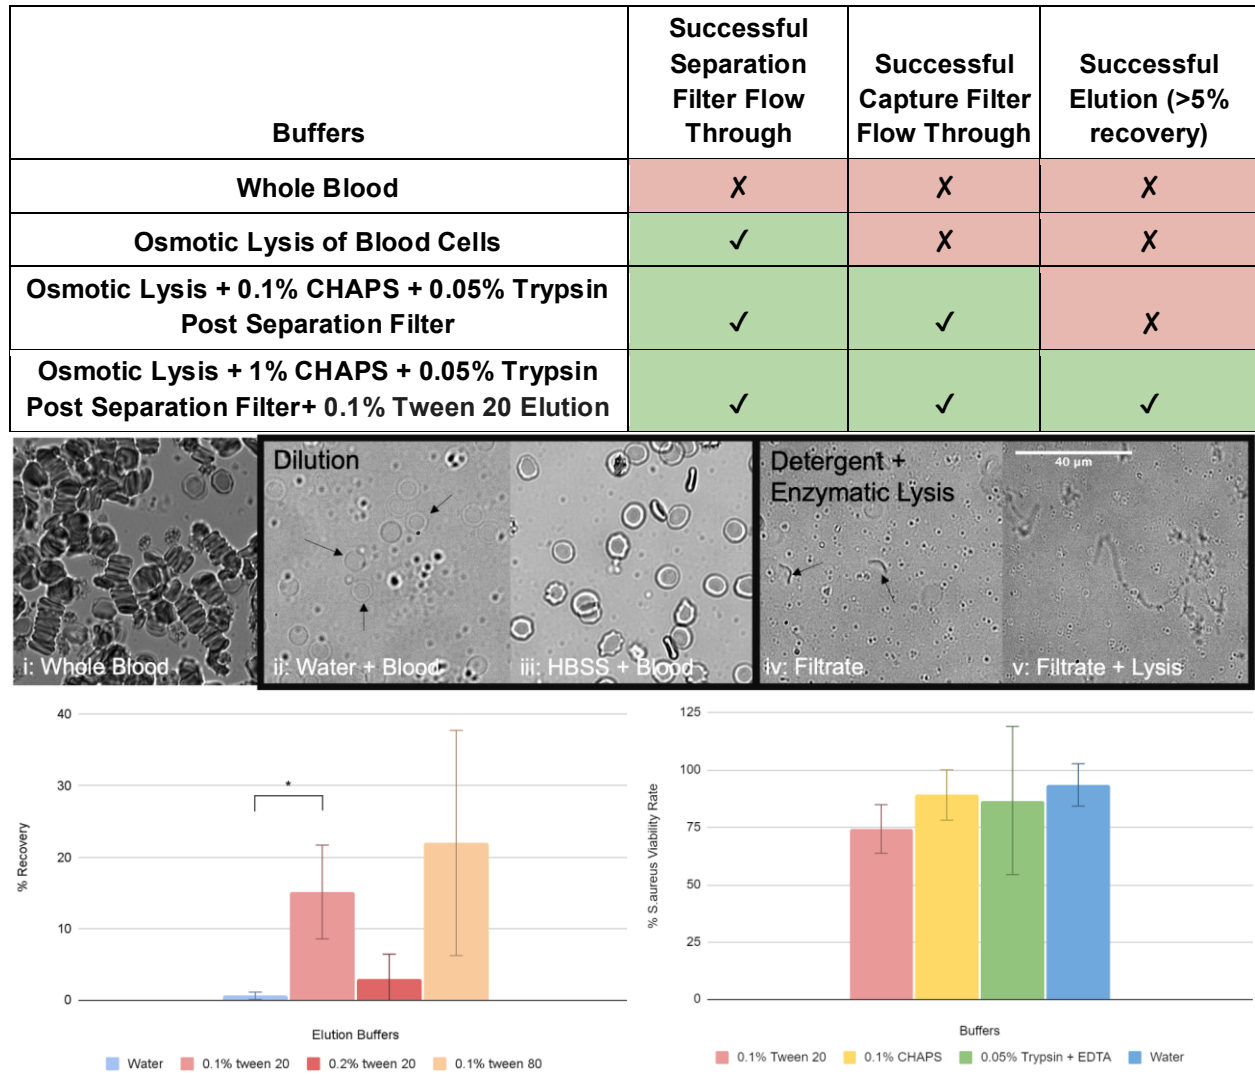 Buffers
Successful
Separation
Filter Flow
Through
Successful
Capture Filter
Flow Through
Successful
Elution (>5%
recovery)
Whole Blood
✗
✗
✗
Osmotic Lysis of Blood Cells
✓
✗
✗
Osmotic Lysis + 0.1% CHAPS + 0.05% Trypsin
Post Separation Filter
✓
✓
✗
Osmotic Lysis + 1% CHAPS + 0.05% Trypsin
Post Separation Filter+ 0.1% Tween 20 Elution
✓
✓
✓
i: Whole Blood
Dilution
ii: Water + Blood
iii: HBSS + Blood
Detergent +
Enzymatic Lysis
iv: Filtrate
40 µm
v: Filtrate + Lysis
% Recovery
40
30
20
10
0
*
Elution Buffers
Water
0.1% tween 20
0.2% tween 20
0.1% tween 80
% S.aureus Viability Rate
125
100
75
50
25
0
Buffers
0.1% Tween 20
0.1% CHAPS
0.05% Trypsin + EDTA
Water